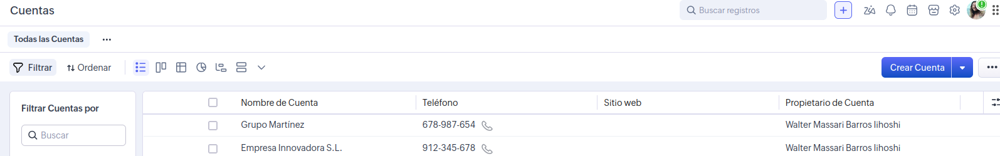 Cuentas
Buscar registros
Todas las Cuentas
Filtrar
Ordenar
Crear Cuenta
Filtrar Cuentas por
Buscar
Nombre de Cuenta Teléfono Sitio web Propietario de Cuenta
Grupo Martínez 678-987-654 Walter Massari Barros Iihoshi
Empresa Innovadora S.L. 912-345-678 Walter Massari Barros Iihoshi